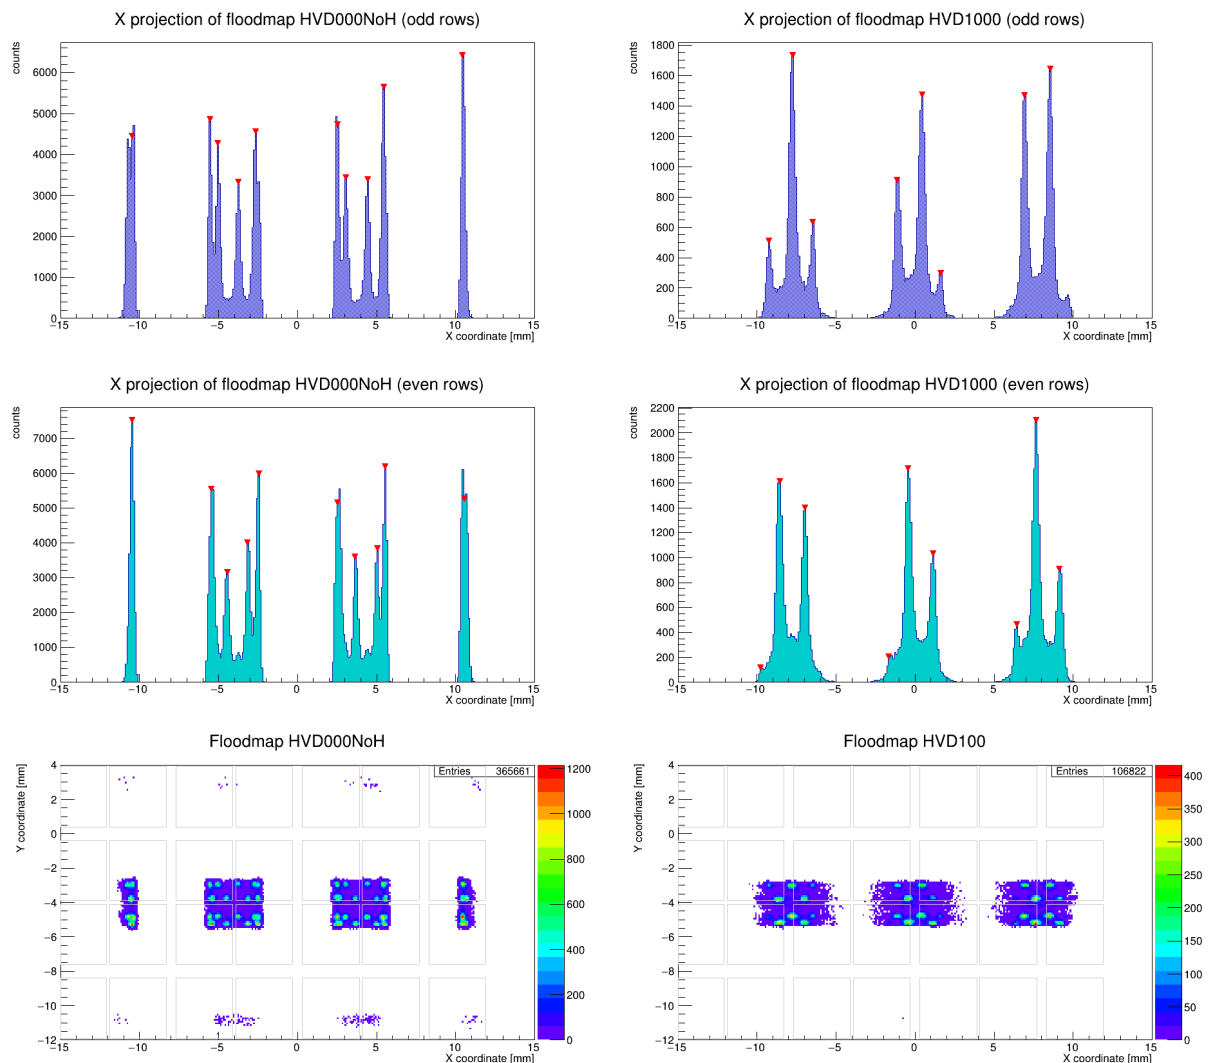 X projection of floodmap HVD000NoH (odd rows)
counts
6000
5000
4000
3000
2000
1000
0
−15 −10 −5 0 5 10 15
X coordinate [mm]
X projection of floodmap HVD1000 (odd rows)
counts
1800
1600
1400
1200
1000
800
600
400
200
0
−15 −10 −5 0 5 10 15
X coordinate [mm]
X projection of floodmap HVD000NoH (even rows)
counts
7000
6000
5000
4000
3000
2000
1000
0
−15 −10 −5 0 5 10 15
X coordinate [mm]
X projection of floodmap HVD1000 (even rows)
counts
2200
2000
1800
1600
1400
1200
1000
800
600
400
200
0
−15 −10 −5 0 5 10 15
X coordinate [mm]
Floodmap HVD000NoH
Y coordinate [mm]
Entries 365661
4
2
0
−2
−4
−6
−8
−10
−12
−15 −10 −5 0 5 10 15
X coordinate [mm]
1200
1000
800
600
400
200
0
Floodmap HVD100
Y coordinate [mm]
Entries 106822
4
2
0
−2
−4
−6
−8
−10
−12
−15 −10 −5 0 5 10 15
X coordinate [mm]
400
350
300
250
200
150
100
50
0